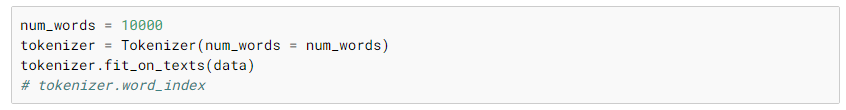 num_words = 10000
tokenizer = Tokenizer(num_words = num_words)
tokenizer.fit_on_texts(data)
# tokenizer.word_index